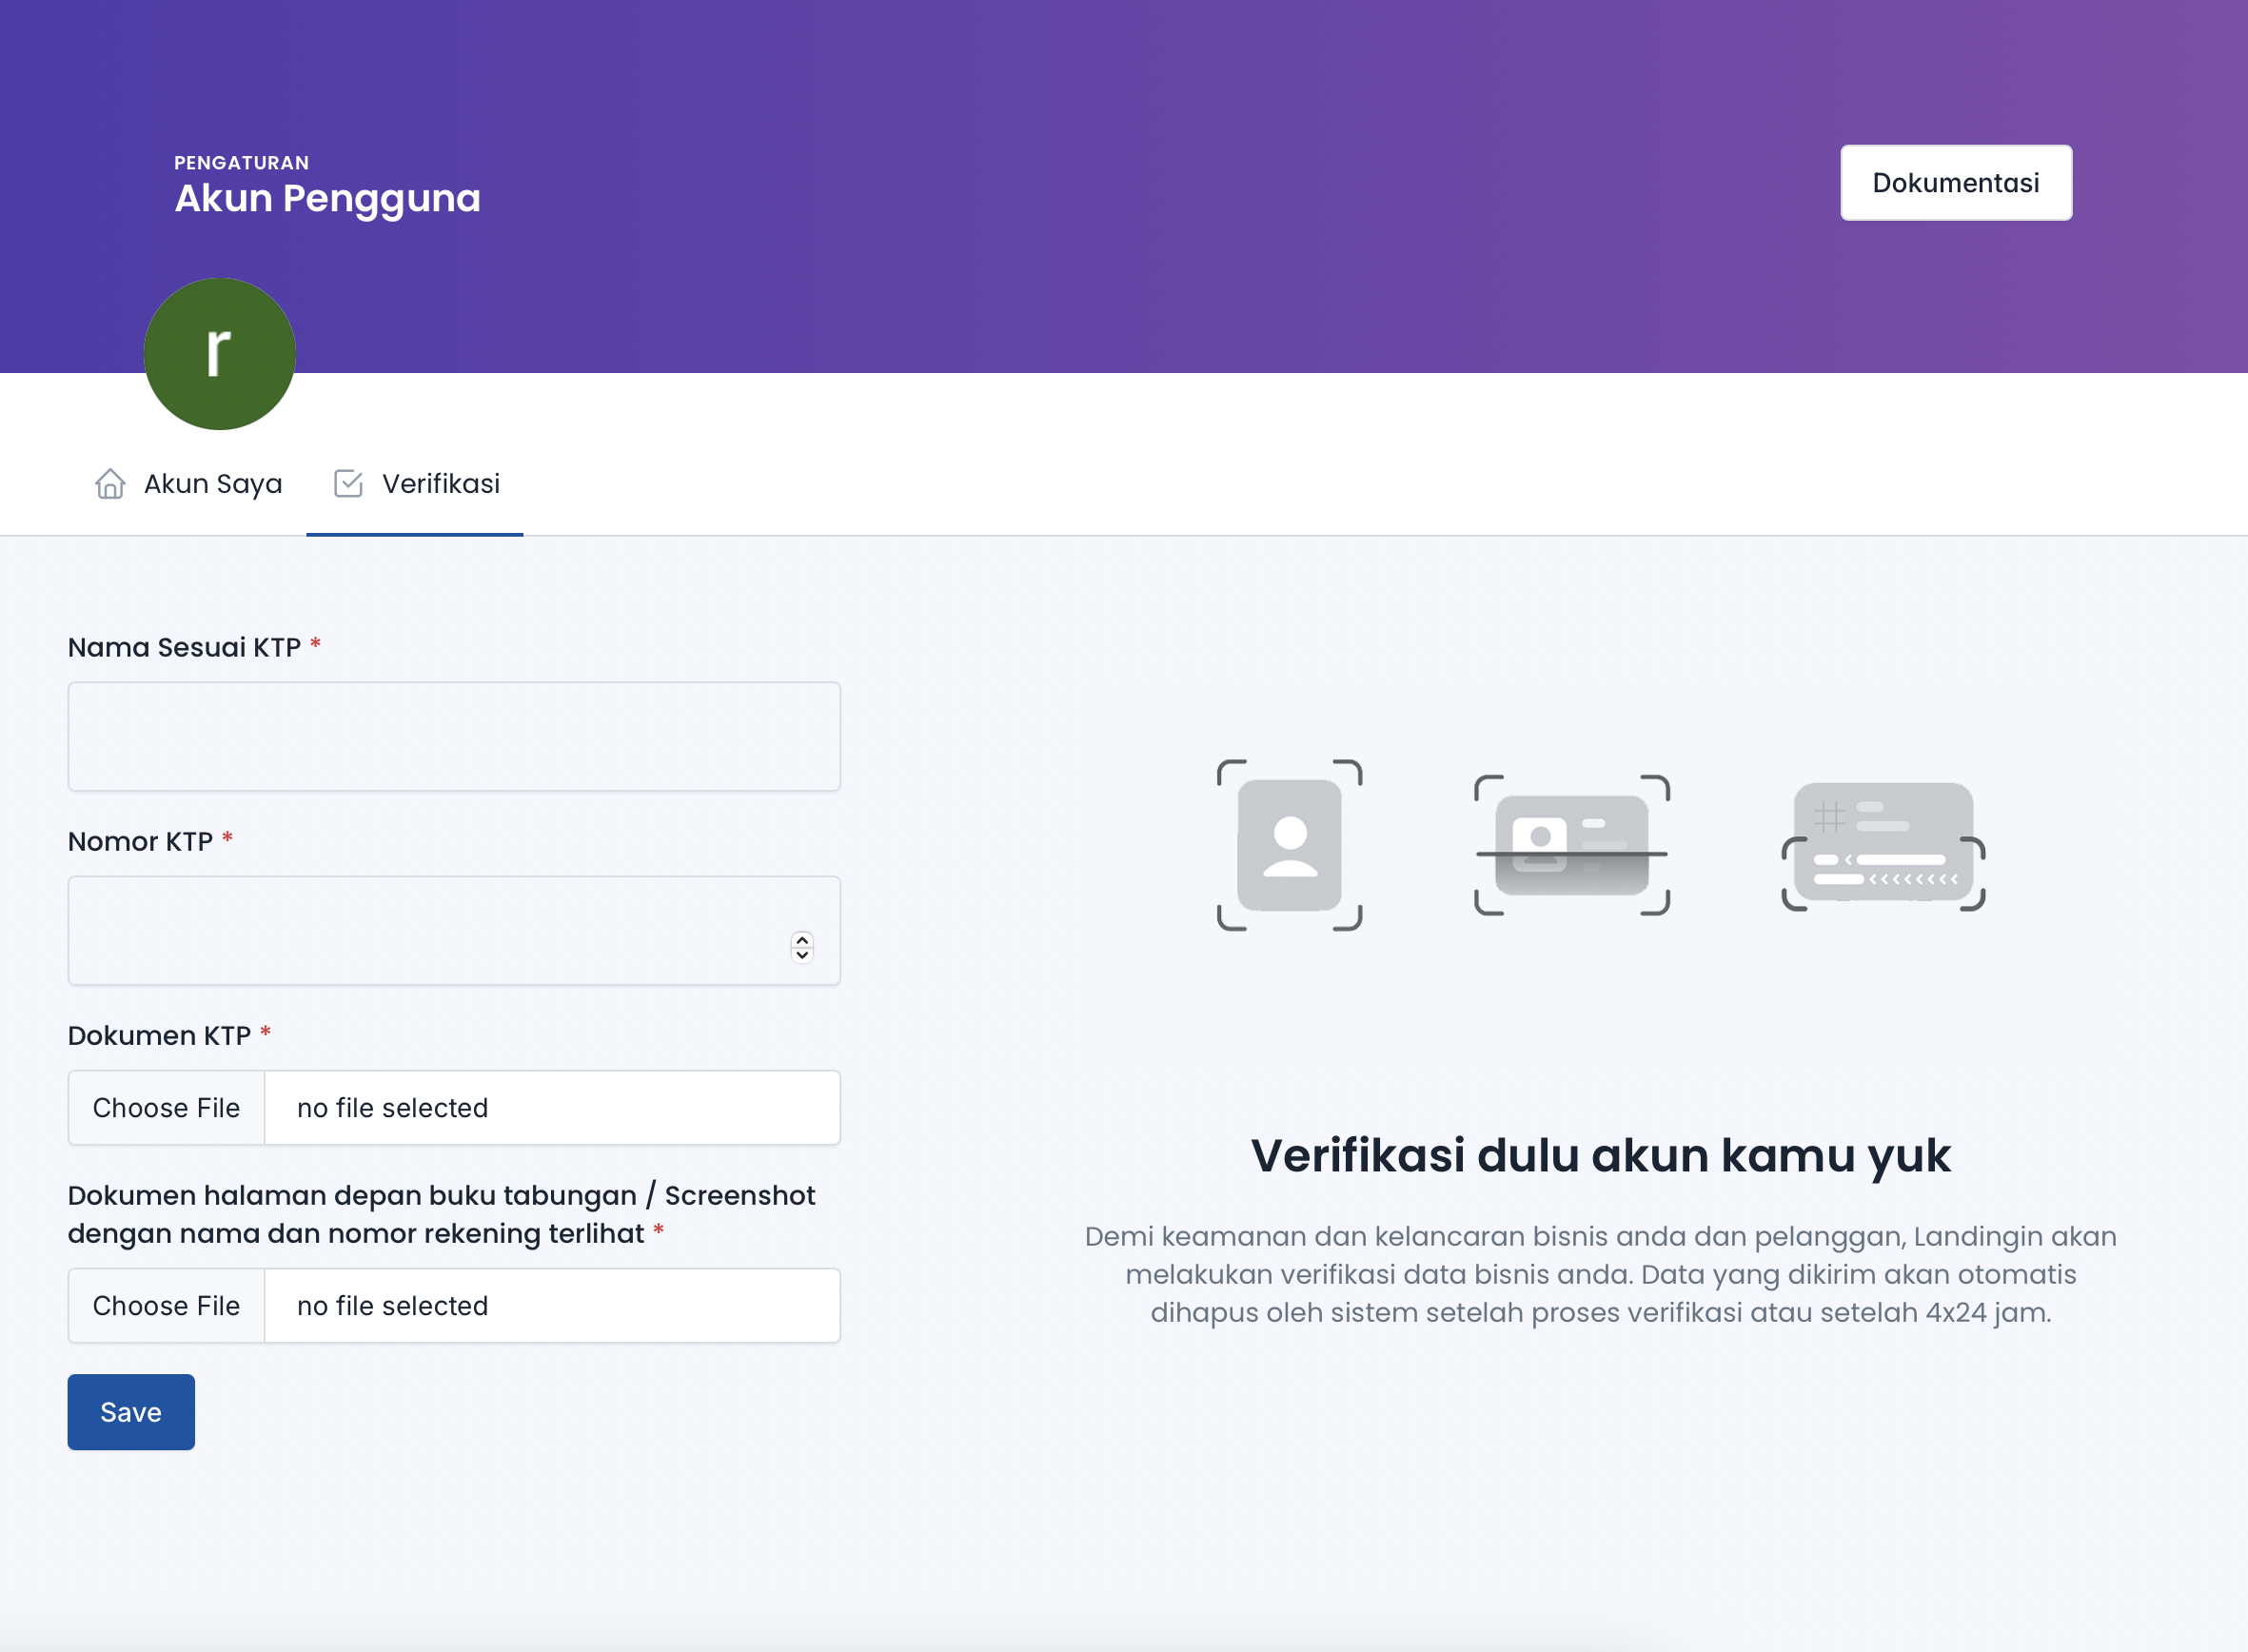 PENGATURAN
Akun Pengguna
Dokumentasi
r
Akun Saya
Verifikasi
Nama Sesuai KTP *
Nomor KTP *
Dokumen KTP *
Choose File
no file selected
Dokumen halaman depan buku tabungan / Screenshot
dengan nama dan nomor rekening terlihat *
Choose File
no file selected
Save
Verifikasi dulu akun kamu yuk
Demi keamanan dan kelancaran bisnis anda dan pelanggan, Landingin akan
melakukan verifikasi data bisnis anda. Data yang dikirim akan otomatis
dihapus oleh sistem setelah proses verifikasi atau setelah 4x24 jam.